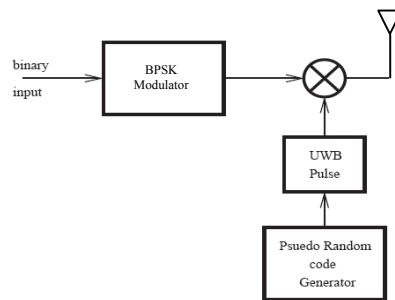 binary
input
BPSK
Modulator
UWB
Pulse
Psuedo Random
code
Generator